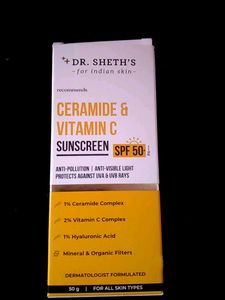 DR. SHETH'S
-for indian skin-
recommends
CERAMIDE &
VITAMIN C
SUNSCREEN
SPF 50+
ANTI-POLLUTION | ANTI-VISIBLE LIGHT
PROTECTS AGAINST UVA & UVB RAYS
1% Ceramide Complex
2% Vitamin C Complex
1% Hyaluronic Acid
Mineral & Organic Filters
DERMATOLOGIST FORMULATED
50 g | FOR ALL SKIN TYPES